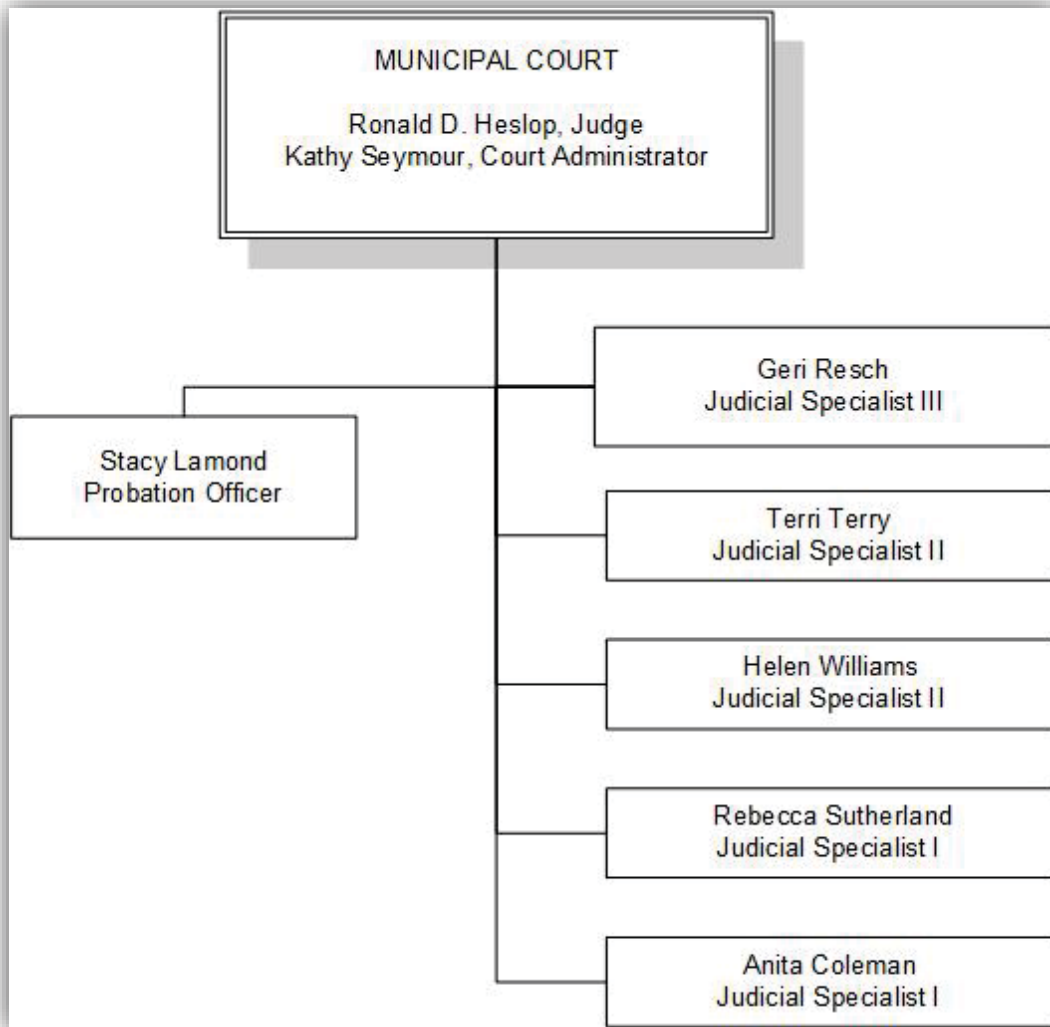 MUNICIPAL COURT
Ronald D. Heslop, Judge
Kathy Seymour, Court Administrator
Geri Resch
Judicial Specialist III
Stacy Lamond
Probation Officer
Terri Terry
Judicial Specialist II
Helen Williams
Judicial Specialist II
Rebecca Sutherland
Judicial Specialist I
Anita Coleman
Judicial Specialist I